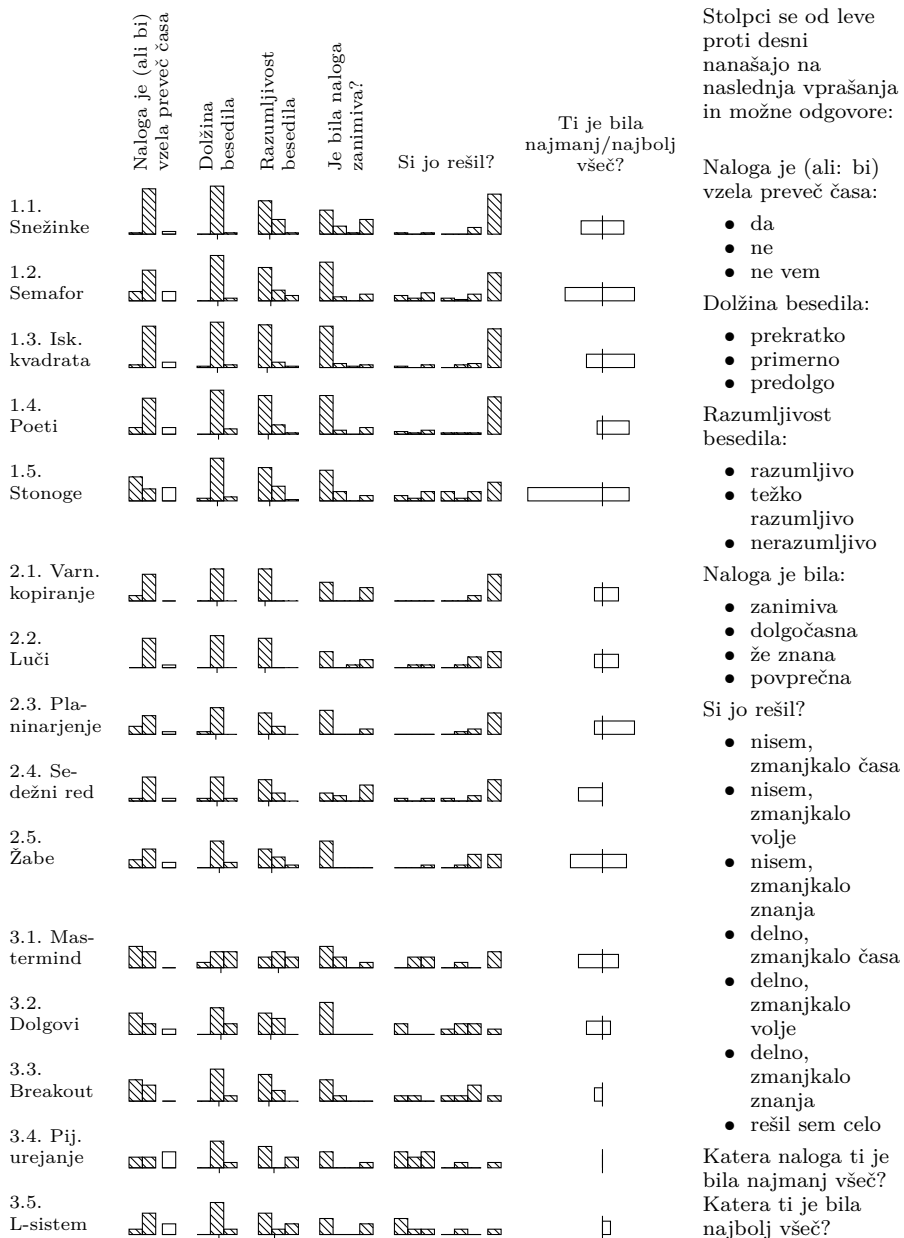 Naloga je (ali bi)
vzela preveč časa
Dolžina
besedila
Razumljivost
besedila
Je bila naloga
zanimiva?
Si jo rešil?
Ti je bila
najmanj/najbolj
všeč?
1.1.
Snežinke
1.2.
Semafor
1.3. Isk.
kvadrata
1.4.
Poeti
1.5.
Stonoge
2.1. Varn.
kopiranje
2.2.
Luči
2.3. Pla-
ninarjenje
2.4. Se-
dežni red
2.5.
Žabe
3.1. Mas-
termind
3.2.
Dolgovi
3.3.
Breakout
3.4. Pij.
urejanje
3.5.
L-sistem
Stolpci se od leve
proti desni
nanašajo na
naslednja vprašanja
in možne odgovore:
Naloga je (ali: bi)
vzela preveč časa:
• da
• ne
• ne vem
Dolžina besedila:
• prekratko
• primerno
• predolgo
Razumljivost
besedila:
• razumljivo
• težko
razumljivo
• nerazumljivo
Naloga je bila:
• zanimiva
• dolgočasna
• že znana
• povprečna
Si jo rešil?
• nisem,
zmanjkalo časa
• nisem,
zmanjkalo
volje
• nisem,
zmanjkalo
znanja
• delno,
zmanjkalo časa
• delno,
zmanjkalo
volje
• delno,
zmanjkalo
znanja
• rešil sem celo
Katera naloga ti je
bila najmanj všeč?
Katera ti je bila
najbolj všeč?